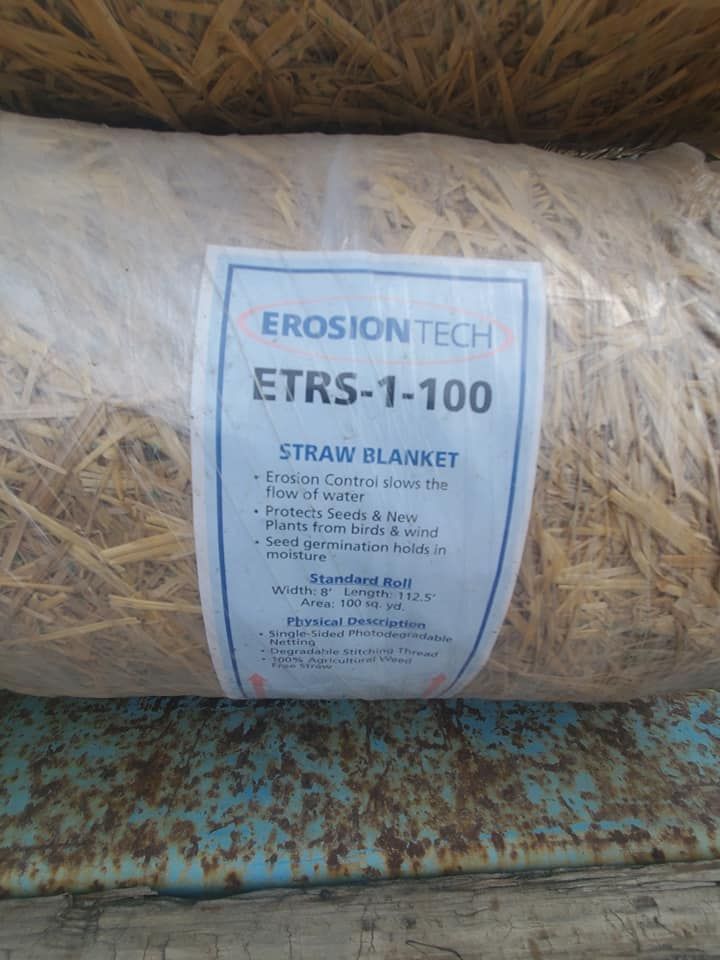 EROSIONTECH
ETRS-1-100
STRAW BLANKET
• Erosion Control slows the
flow of water
• Protects Seeds & New
Plants from birds & wind
• Seed germination holds in
moisture
Standard Roll
Width: 8' Length: 112.5'
Area: 100 sq. yd.
Physical Description
• Single-Sided Photodegradable
Netting
• Degradable Stitching Thread
• 100% Agricultural Weed
Free Straw